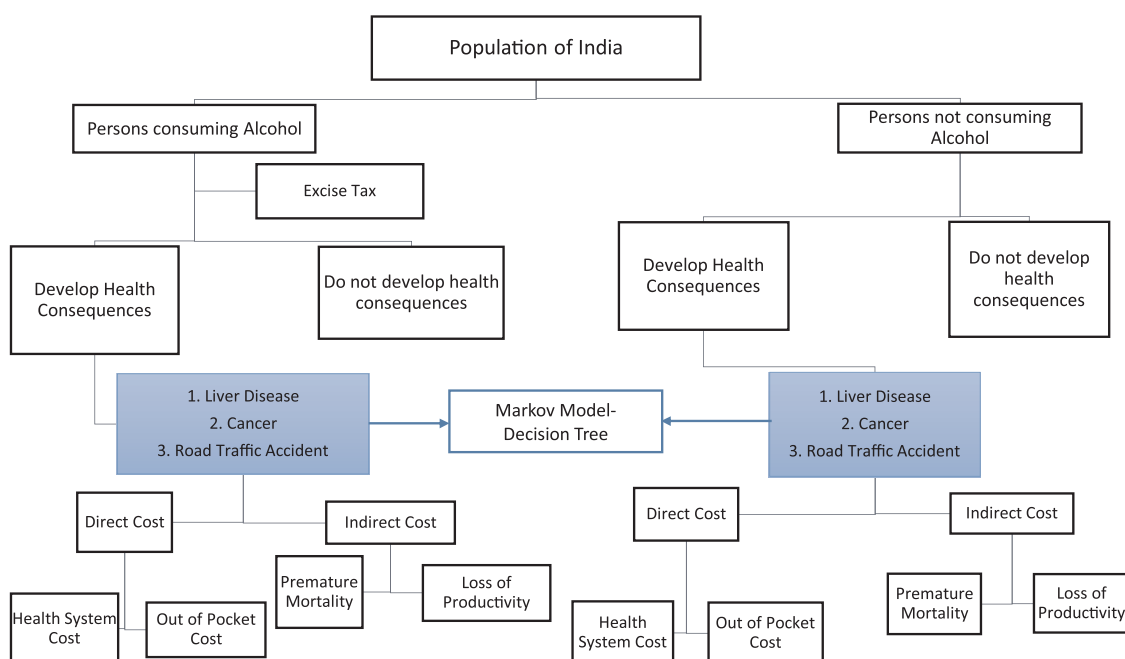 Population of India
Persons consuming Alcohol
Persons not consuming
Alcohol
Excise Tax
Develop Health
Consequences
Do not develop health
consequences
Develop Health
Consequences
Do not develop
health
consequences
1. Liver Disease
2. Cancer
3. Road Traffic Accident
Markov Model-
Decision Tree
1. Liver Disease
2. Cancer
3. Road Traffic Accident
Direct Cost
Indirect Cost
Direct Cost
Indirect Cost
Health System
Cost
Out of Pocket
Cost
Premature
Mortality
Loss of
Productivity
Health
System Cost
Out of Pocket
Cost
Premature
Mortality
Loss of
Productivity